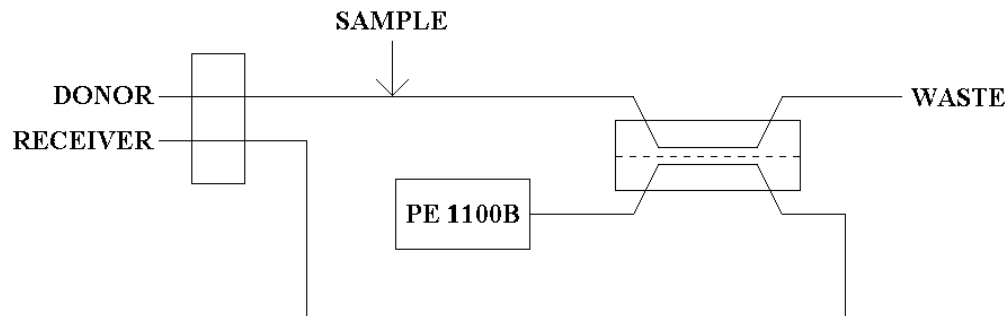 SAMPLE
DONOR
WASTE
RECEIVER
PE 1100B